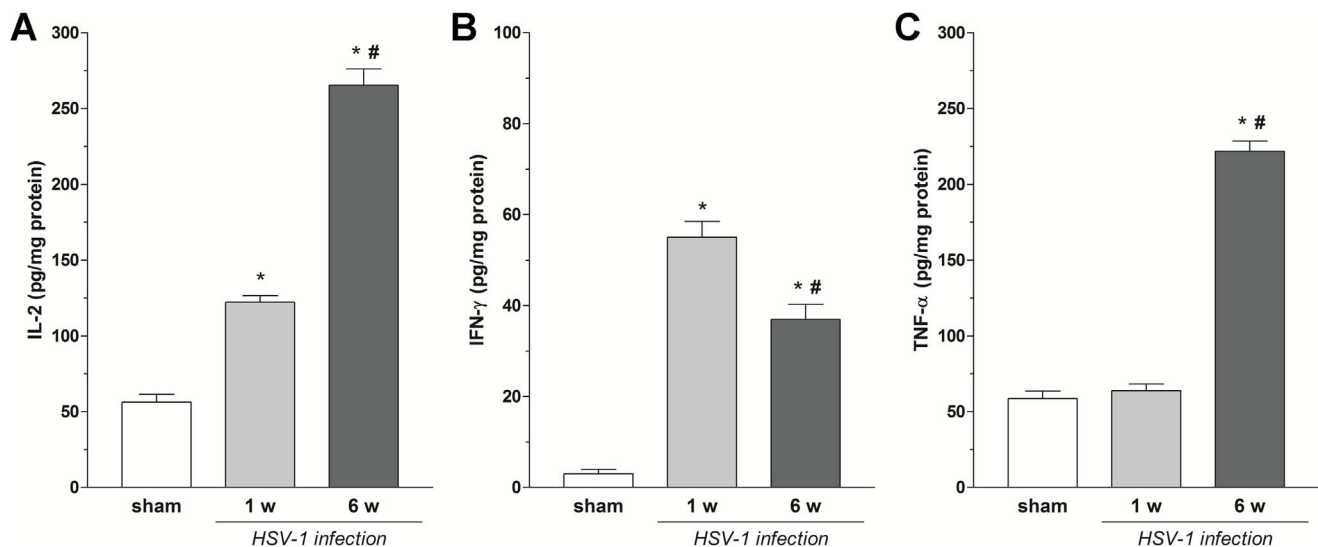 A
IL-2 (pg/mg protein)
300
250
200
150
100
50
0
*
* #
sham
1 w
6 w
HSV-1 infection
B
IFN-γ (pg/mg protein)
100
80
60
40
20
0
*
* #
sham
1 w
6 w
HSV-1 infection
C
TNF-α (pg/mg protein)
300
250
200
150
100
50
0
* #
sham
1 w
6 w
HSV-1 infection